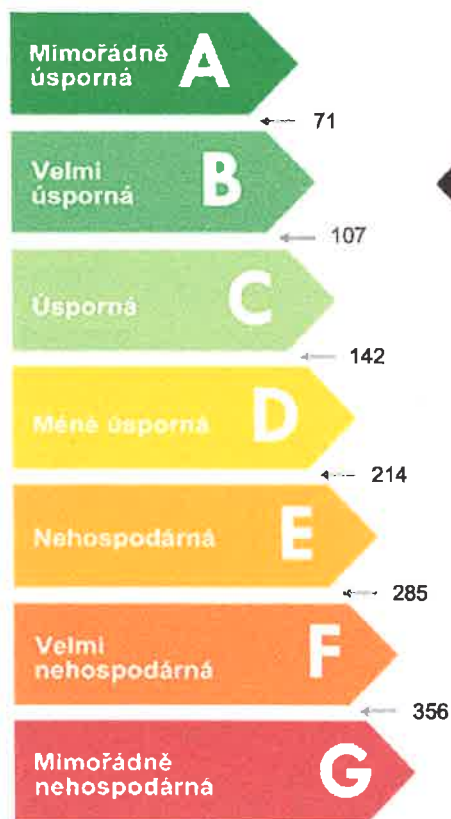 Mimořádně
úsporná
A
71
Velmi
úsporná
B
107
Úsporná
C
142
Méně úsporná
D
214
Nehospodárná
E
285
Velmi
nehospodárná
F
356
Mimořádně
nehospodárná
G